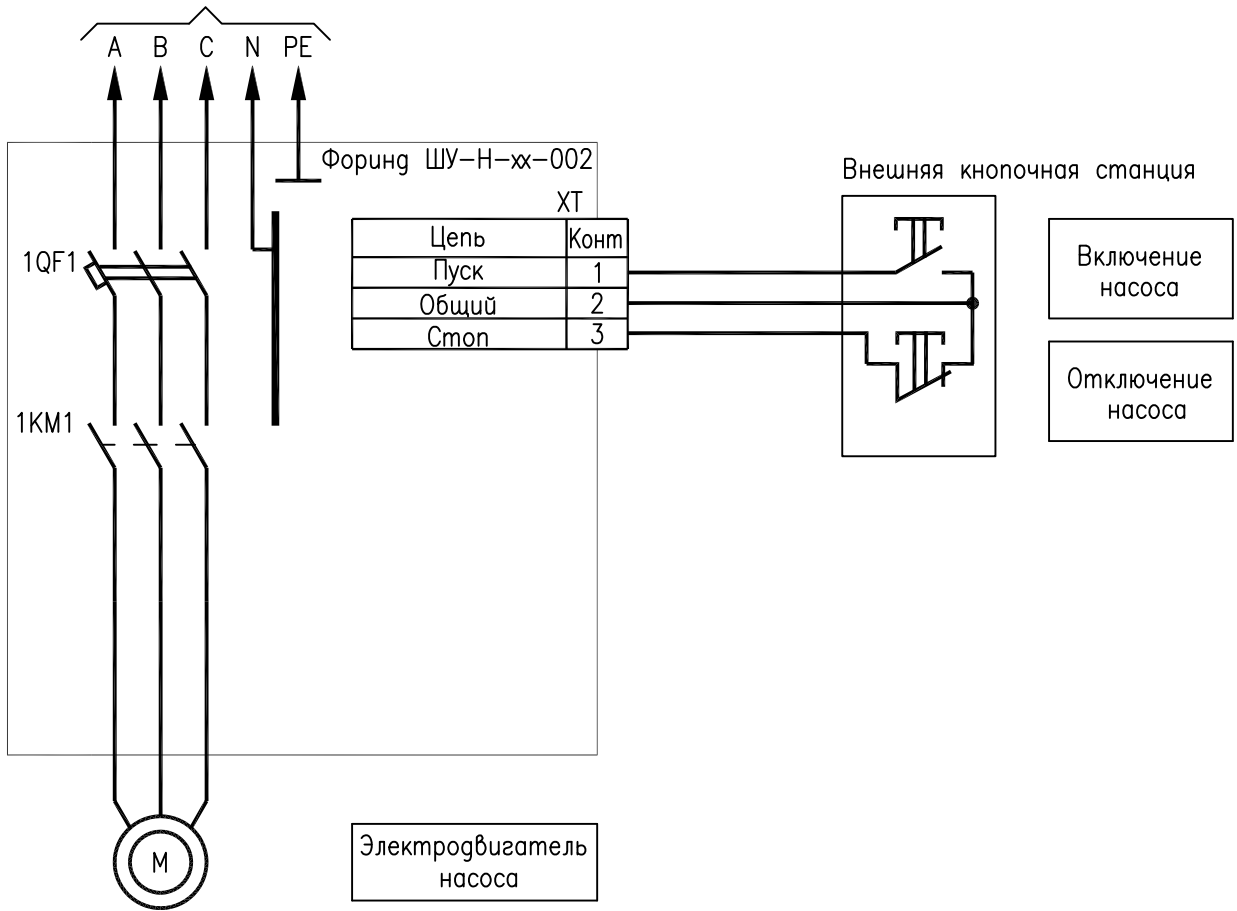 A B C N PE
Форинд ШУ-Н-xx-002
XT
Цепь Конт
Пуск 1
Общий 2
Стоп 3
1QF1
1KM1
Внешняя кнопочная станция
Включение
насоса
Отключение
насоса
M
Электродвигатель
насоса